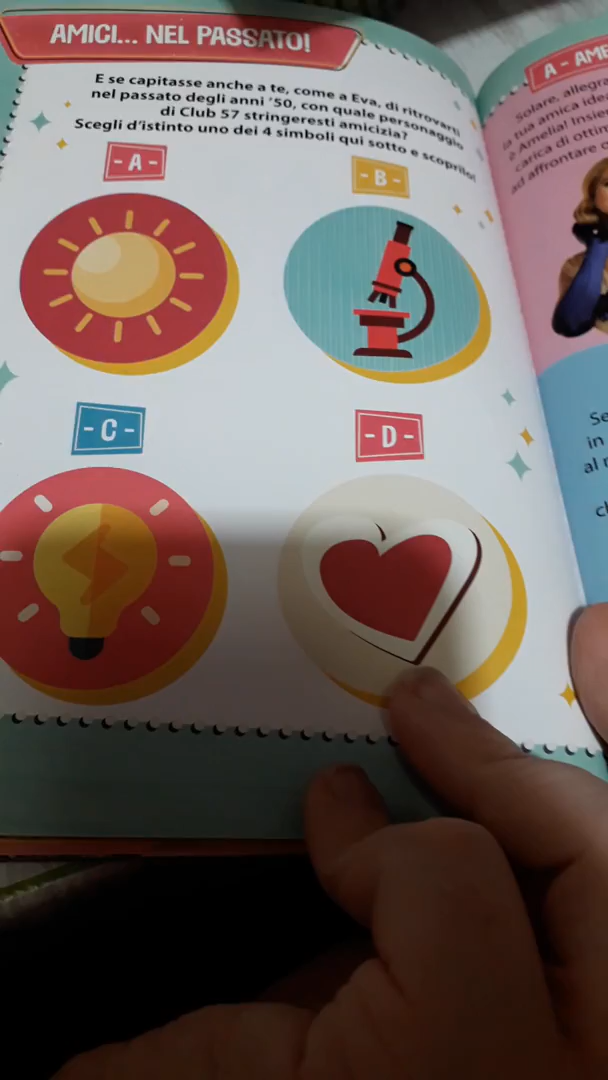 AMICI... NEL PASSATO!
E se capitasse anche a te, come a Eva, di ritrovarti
nel passato degli anni '50, con quale personaggio
di Club 57 stringeresti amicizia?
Scegli d'istinto uno dei 4 simboli qui sotto e scoprilo!
- A -
- B -
- C -
- D -
A - AME
Solare, allegra
la tua amica idea
è Amelia! Insie
carica di ottim
ad affrontare
Se
in
al